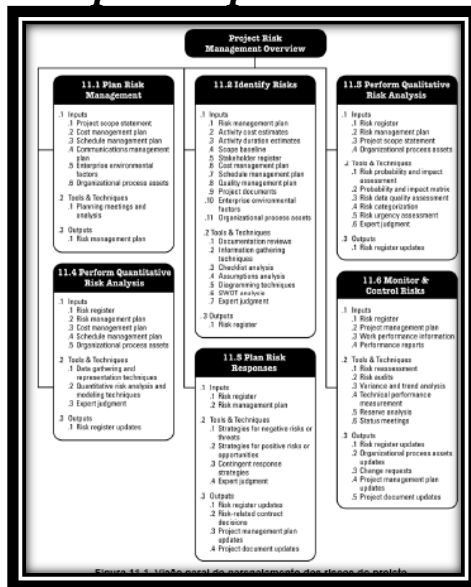 Project Risk
Management Overview
11.1 Plan Risk
Management
.1 Inputs
.1 Project scope statement
.2 Cost management plan
.3 Schedule management plan
.4 Communications management
plan
.5 Enterprise environmental
factors
.6 Organizational process assets
.2 Tools & Techniques
.1 Planning meetings and
analysis
.3 Outputs
.1 Risk management plan
11.2 Identify Risks
.1 Inputs
.1 Risk management plan
.2 Activity cost estimates
.3 Activity duration estimates
.4 Scope baseline
.5 Stakeholder register
.6 Cost management plan
.7 Schedule management plan
.8 Quality management plan
.9 Project documents
.10 Enterprise environmental
factors
.11 Organizational process assets
.2 Tools & Techniques
.1 Documentation reviews
.2 Information gathering
techniques
.3 Checklist analysis
.4 Assumptions analysis
.5 Diagramming techniques
.6 SWOT analysis
.7 Expert judgment
.3 Outputs
.1 Risk register
11.3 Perform Qualitative
Risk Analysis
.1 Inputs
.1 Risk register
.2 Risk management plan
.3 Project scope statement
.4 Organizational process assets
.2 Tools & Techniques
.1 Risk probability and impact
assessment
.2 Probability and impact matrix
.3 Risk data quality assessment
.4 Risk categorization
.5 Risk urgency assessment
.6 Expert judgment
.3 Outputs
.1 Risk register updates
11.4 Perform Quantitative
Risk Analysis
.1 Inputs
.1 Risk register
.2 Risk management plan
.3 Cost management plan
.4 Schedule management plan
.5 Organizational process assets
.2 Tools & Techniques
.1 Data gathering and
representation techniques
.2 Quantitative risk analysis and
modeling techniques
.3 Expert judgment
.3 Outputs
.1 Risk register updates
11.5 Plan Risk
Responses
.1 Inputs
.1 Risk register
.2 Risk management plan
.2 Tools & Techniques
.1 Strategies for negative risks or
threats
.2 Strategies for positive risks or
opportunities
.3 Contingent response
strategies
.4 Expert judgment
.3 Outputs
.1 Risk register updates
.2 Risk-related contract
decisions
.3 Project management plan
updates
.4 Project document updates
11.6 Monitor &
Control Risks
.1 Inputs
.1 Risk register
.2 Project management plan
.3 Work performance information
.4 Performance reports
.2 Tools & Techniques
.1 Risk reassessment
.2 Risk audits
.3 Variance and trend analysis
.4 Technical performance
measurement
.5 Reserve analysis
.6 Status meetings
.3 Outputs
.1 Risk register updates
.2 Organizational process assets
updates
.3 Change requests
.4 Project management plan
updates
.5 Project document updates
Figura 11-1. Visão geral do gerenciamento dos riscos do projeto